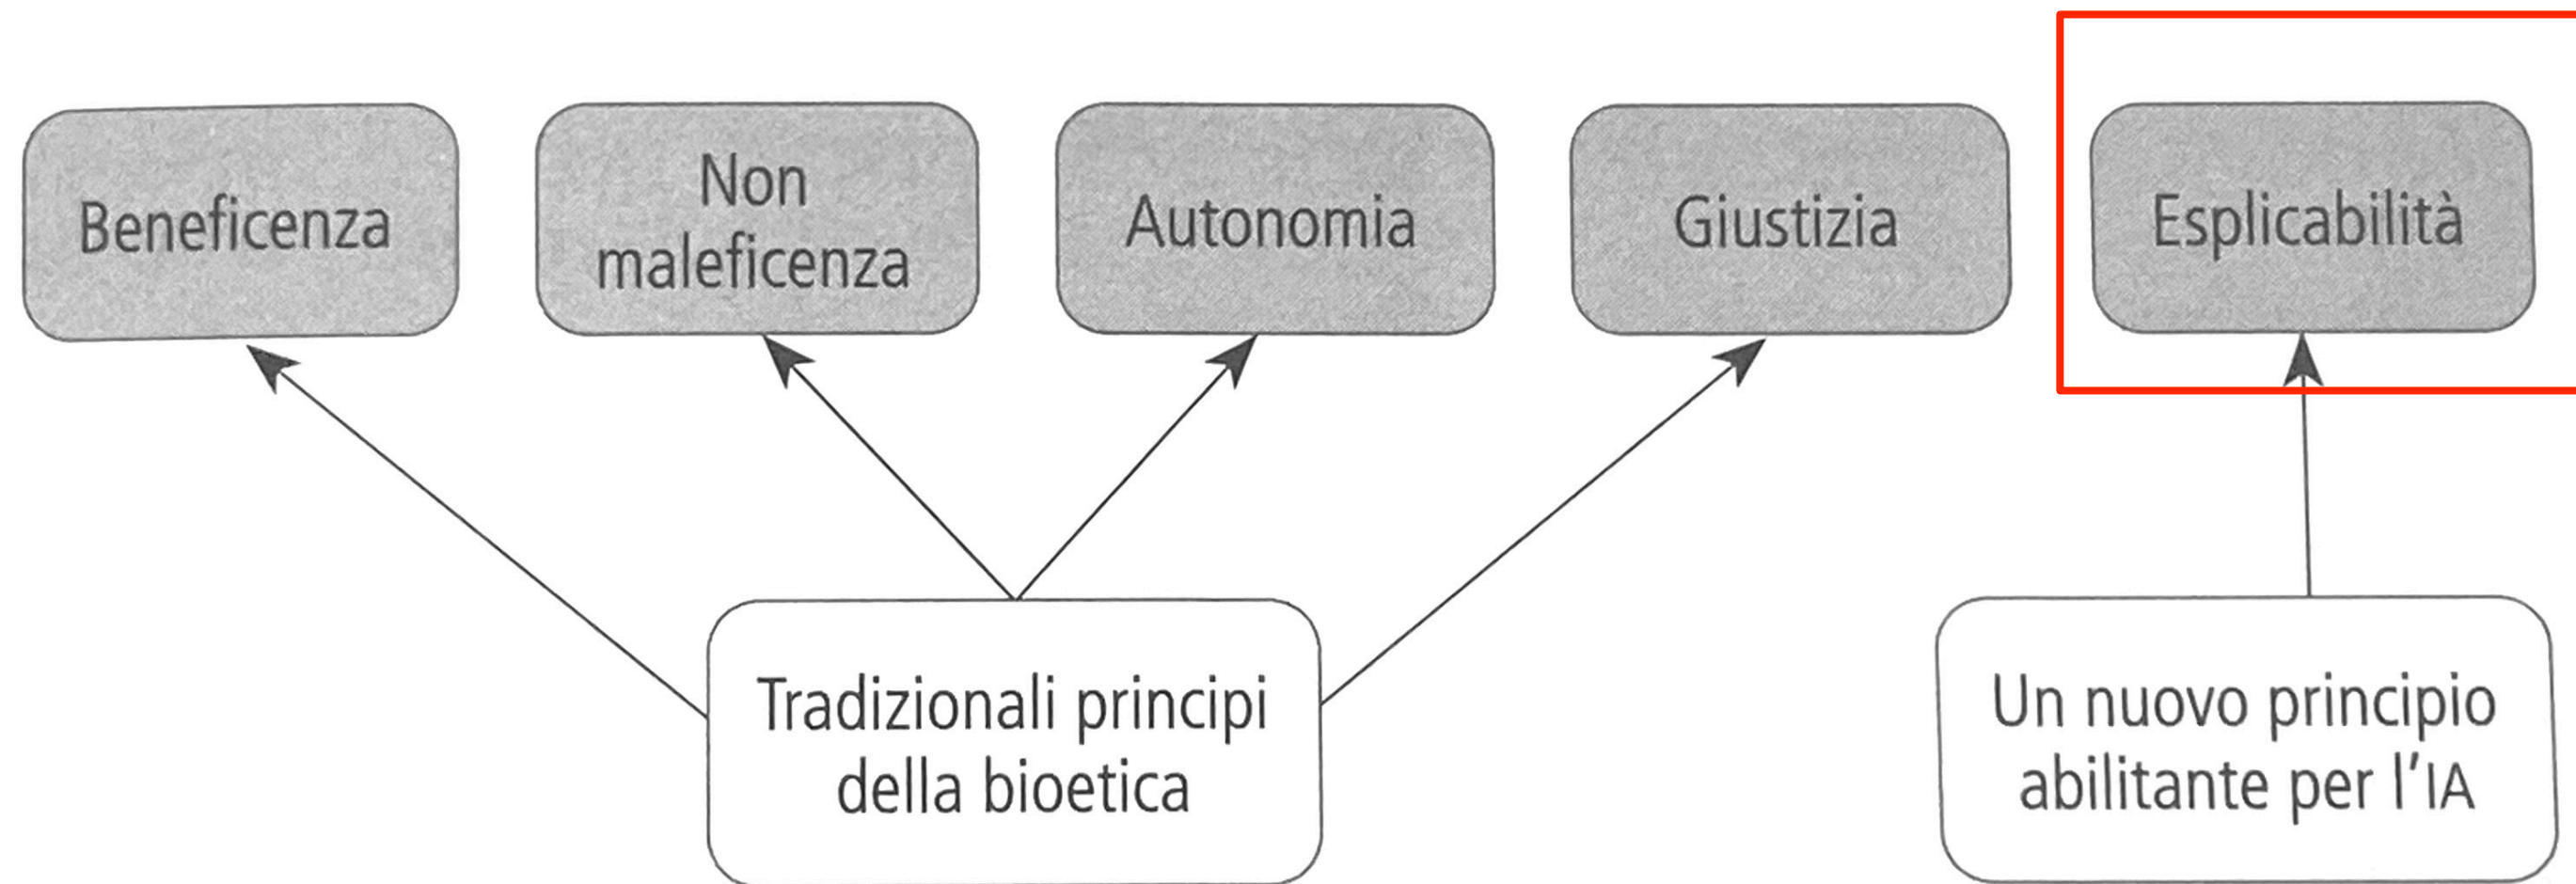 Beneficenza
Non
maleficenza
Autonomia
Giustizia
Esplicabilità
Tradizionali principi
della bioetica
Un nuovo principio
abilitante per l'IA